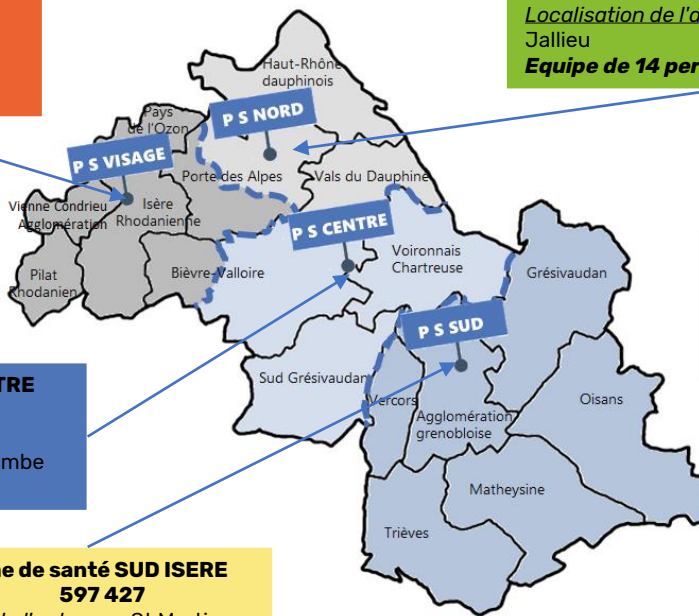 Localisation de l'a
Jallieu
Equipe de 14 per
Haut-Rhône
dauphinois
Pays
de l'Ozon
P S NORD
P S VISAGE
Porte des Alpes
Vals du Dauphiné
Vienne Condrieu
Agglomération
Isère
Rhodanienne
P S CENTRE
Voironnais
Chartreuse
Pilat
Rhodanien
Bièvre-Valloire
Grésivaudan
P S SUD
TRE
Sud Grésivaudan
Vercors
Oisans
Agglomération
grenobloise
mbe
Matheysine
Trièves
e de santé SUD ISERE
597 427